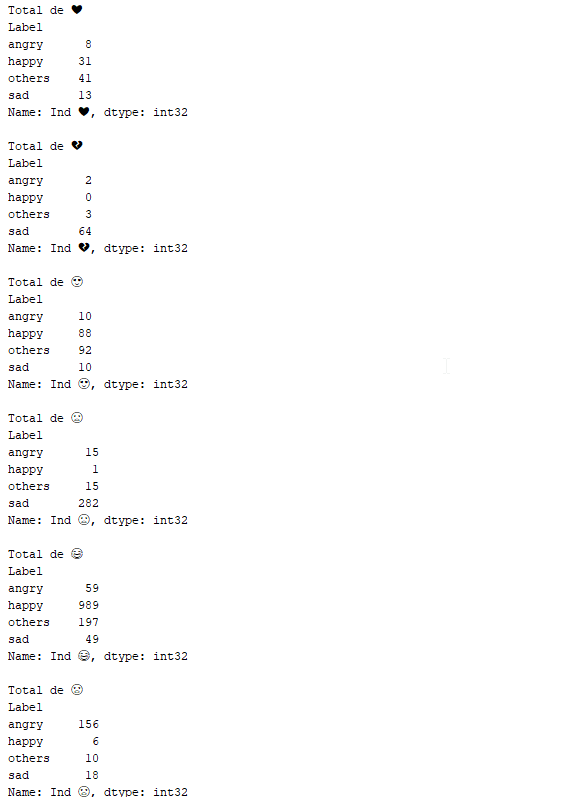 Total de ♥
Label
angry      8
happy     31
others    41
sad       13
Name: Ind ♥, dtype: int32

Total de 💔
Label
angry      2
happy      0
others     3
sad       64
Name: Ind 💔, dtype: int32

Total de 😍
Label
angry     10
happy     88
others    92
sad       10
Name: Ind 😍, dtype: int32

Total de
Label
angry      15
happy       1
others     15
sad       282
Name: Ind , dtype: int32

Total de 😂
Label
angry      59
happy     989
others    197
sad        49
Name: Ind 😂, dtype: int32

Total de
Label
angry     156
happy       6
others     10
sad        18
Name: Ind , dtype: int32